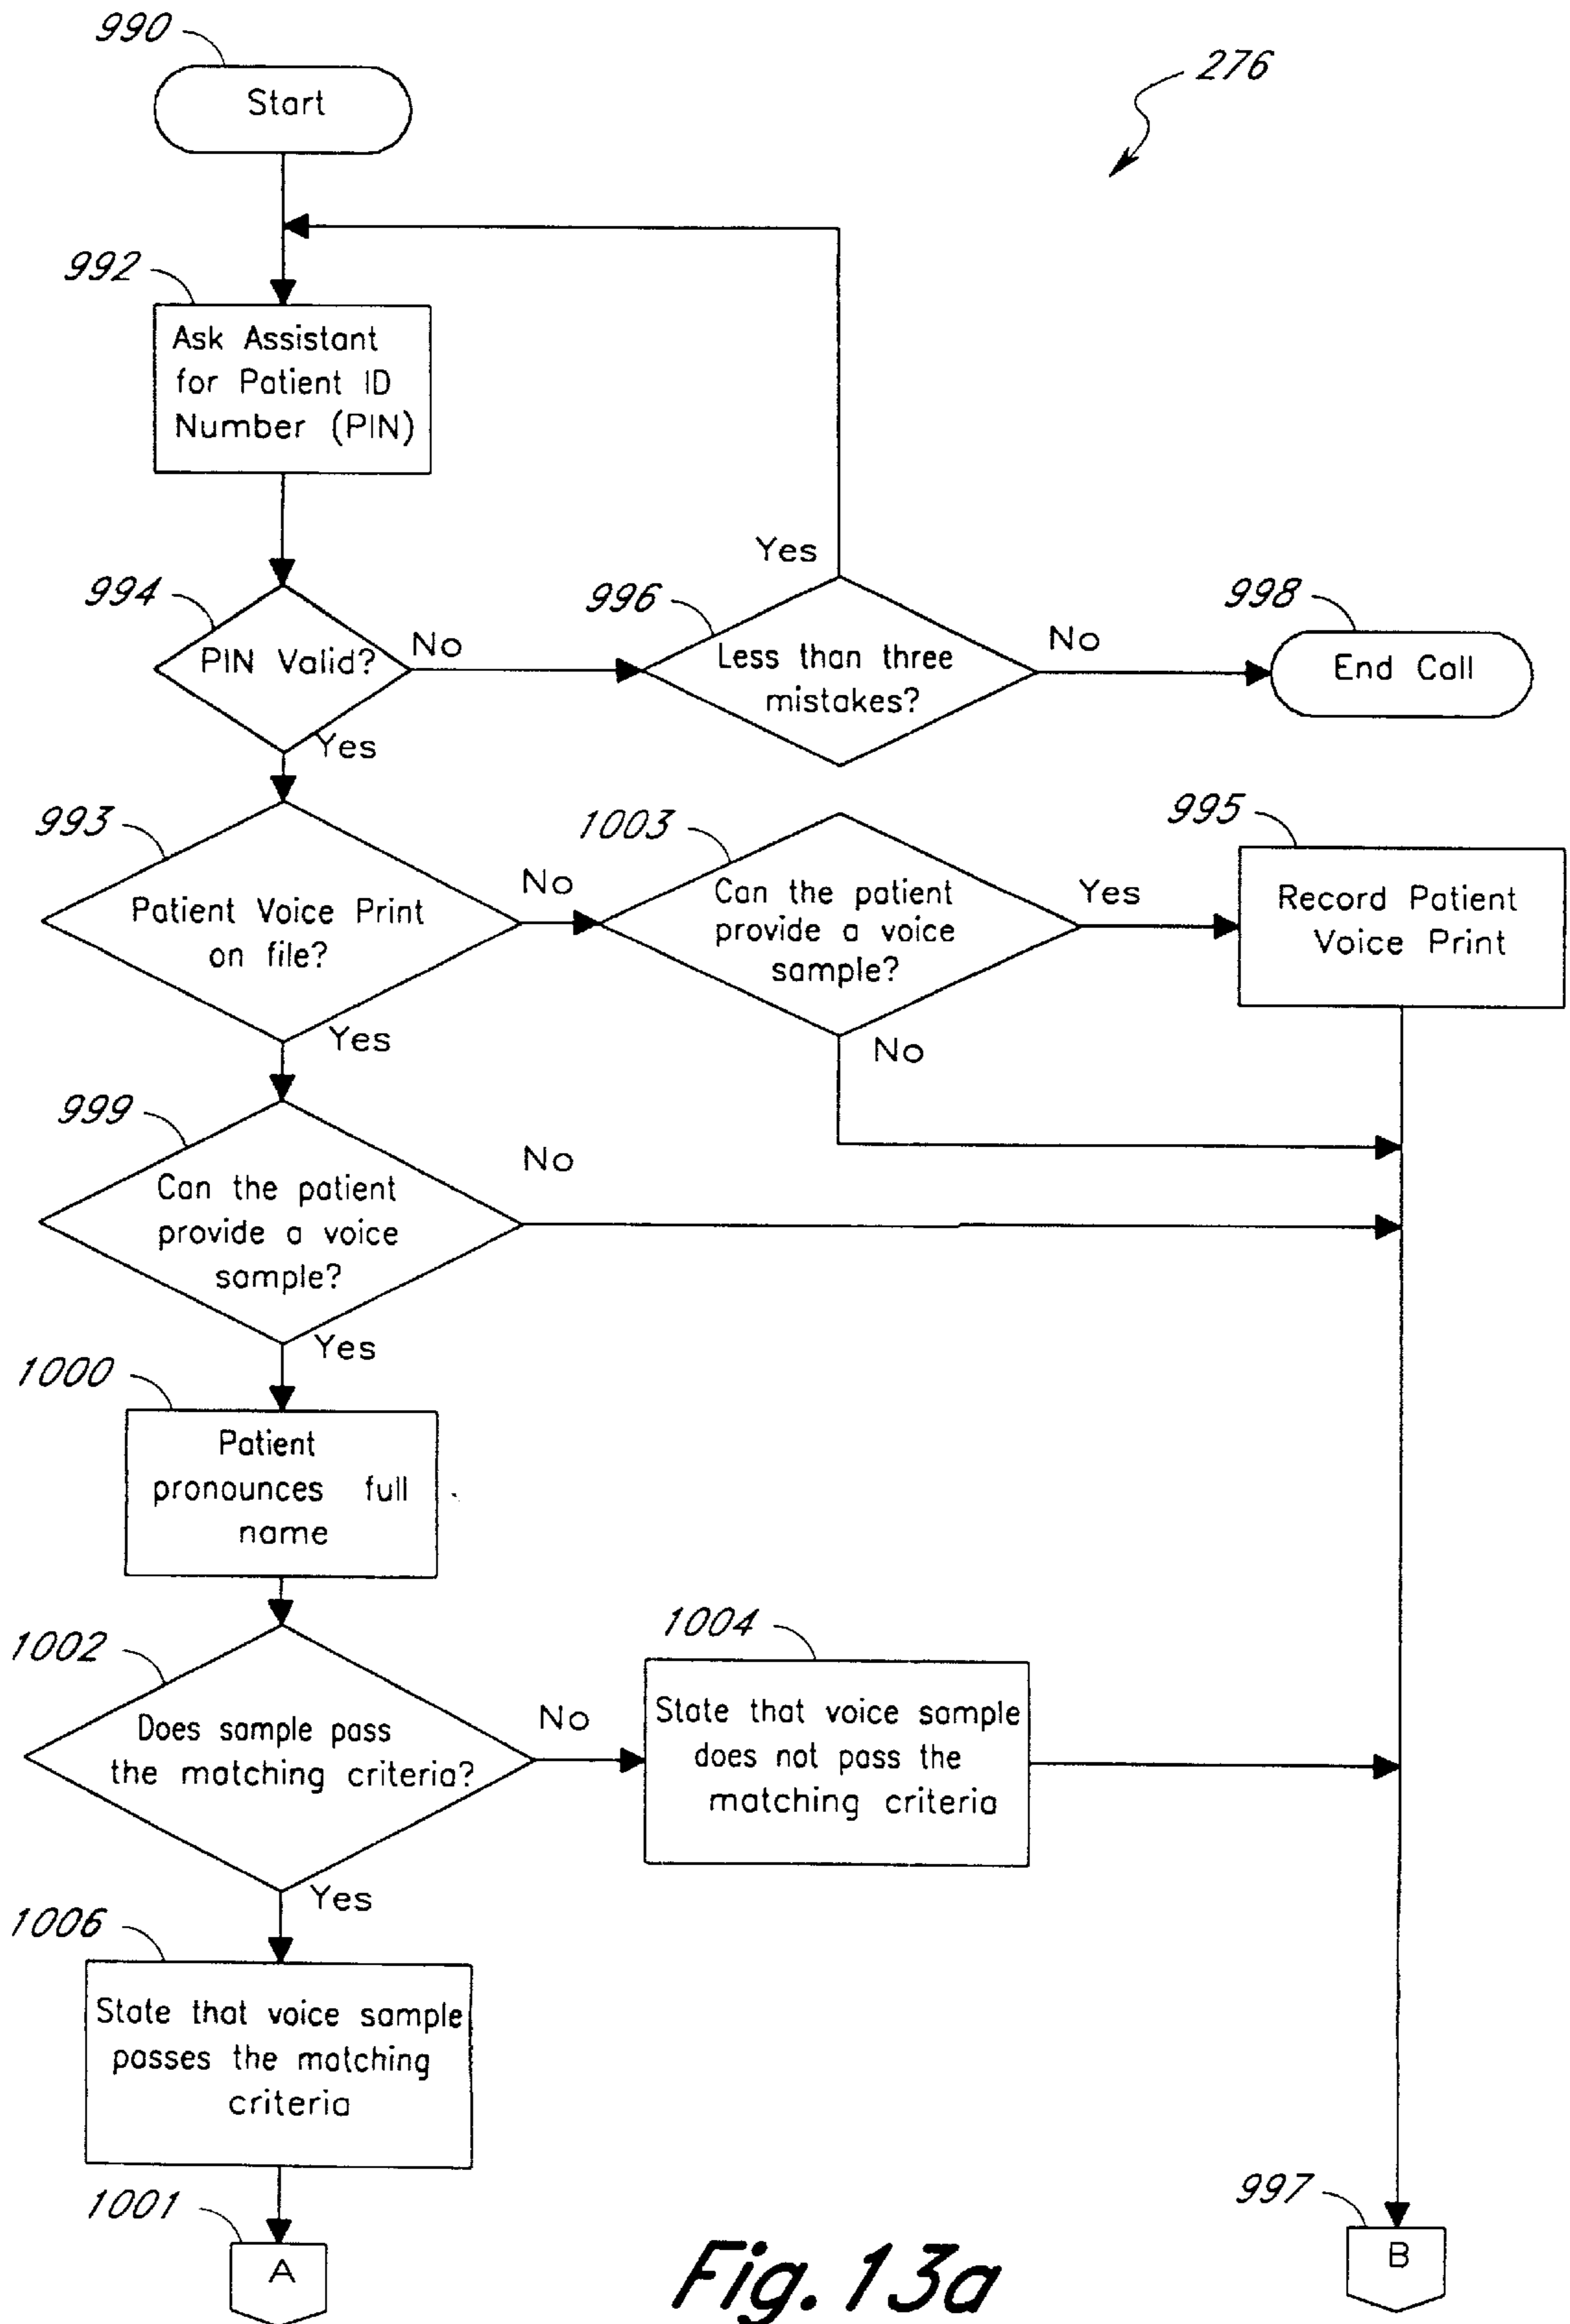 990
Start
276
992
Ask Assistant
for Patient ID
Number (PIN)
Yes
994
PIN Valid?
No
996
Less than three
mistakes?
No
998
End Call
Yes
993
Patient Voice Print
on file?
No
1003
Can the patient
provide a voice
sample?
Yes
995
Record Patient
Voice Print
Yes
No
999
Can the patient
provide a voice
sample?
No
Yes
1000
Patient
pronounces full
name
1002
Does sample pass
the matching criteria?
No
1004
State that voice sample
does not pass the
matching criteria
Yes
1006
State that voice sample
passes the matching
criteria
1001
A
997
B
Fig. 13a